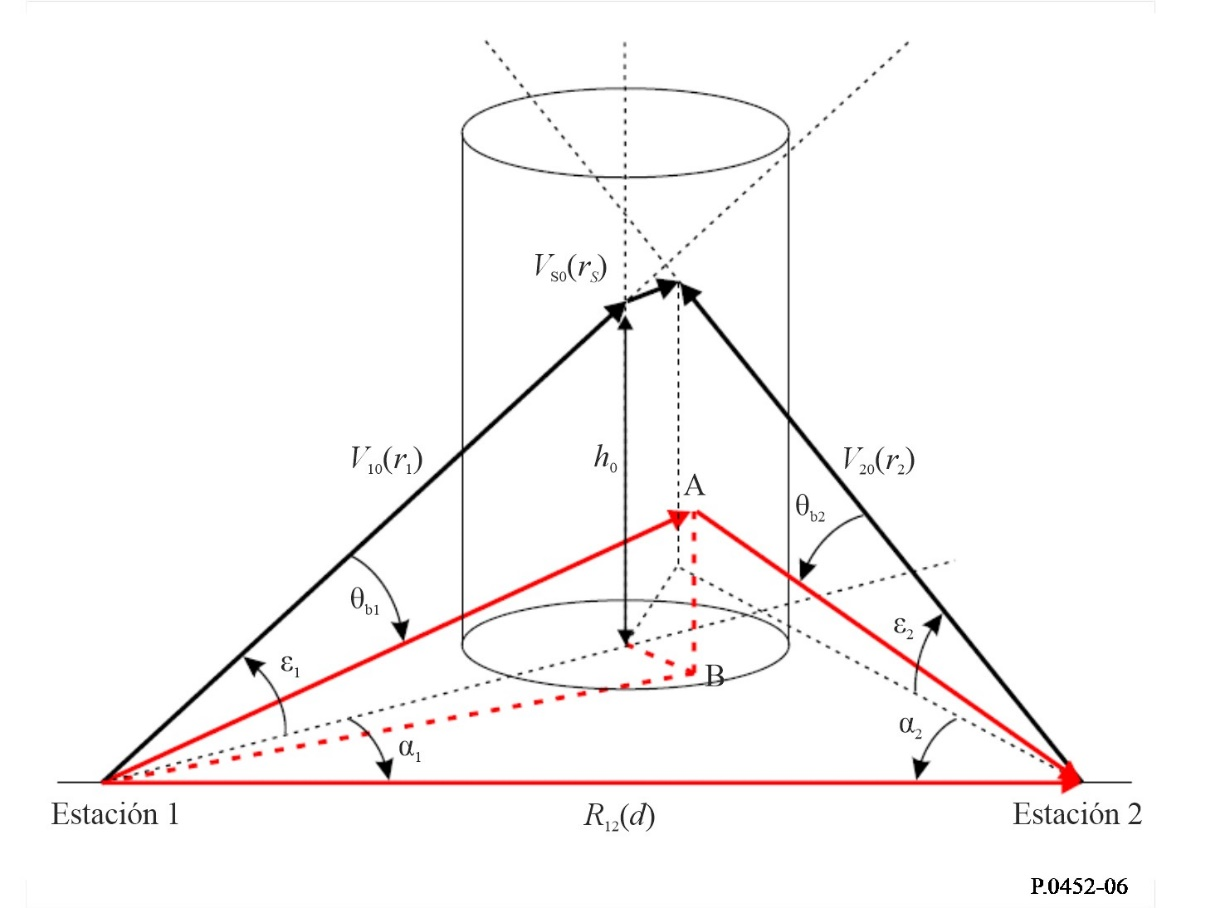 V_S0(r_S)
V_10(r_1)
h_0
V_20(r_2)
A
θ_b2
θ_b1
ε_2
ε_1
B
α_2
α_1
Estación 1
R_12(d)
Estación 2
P.0452-06